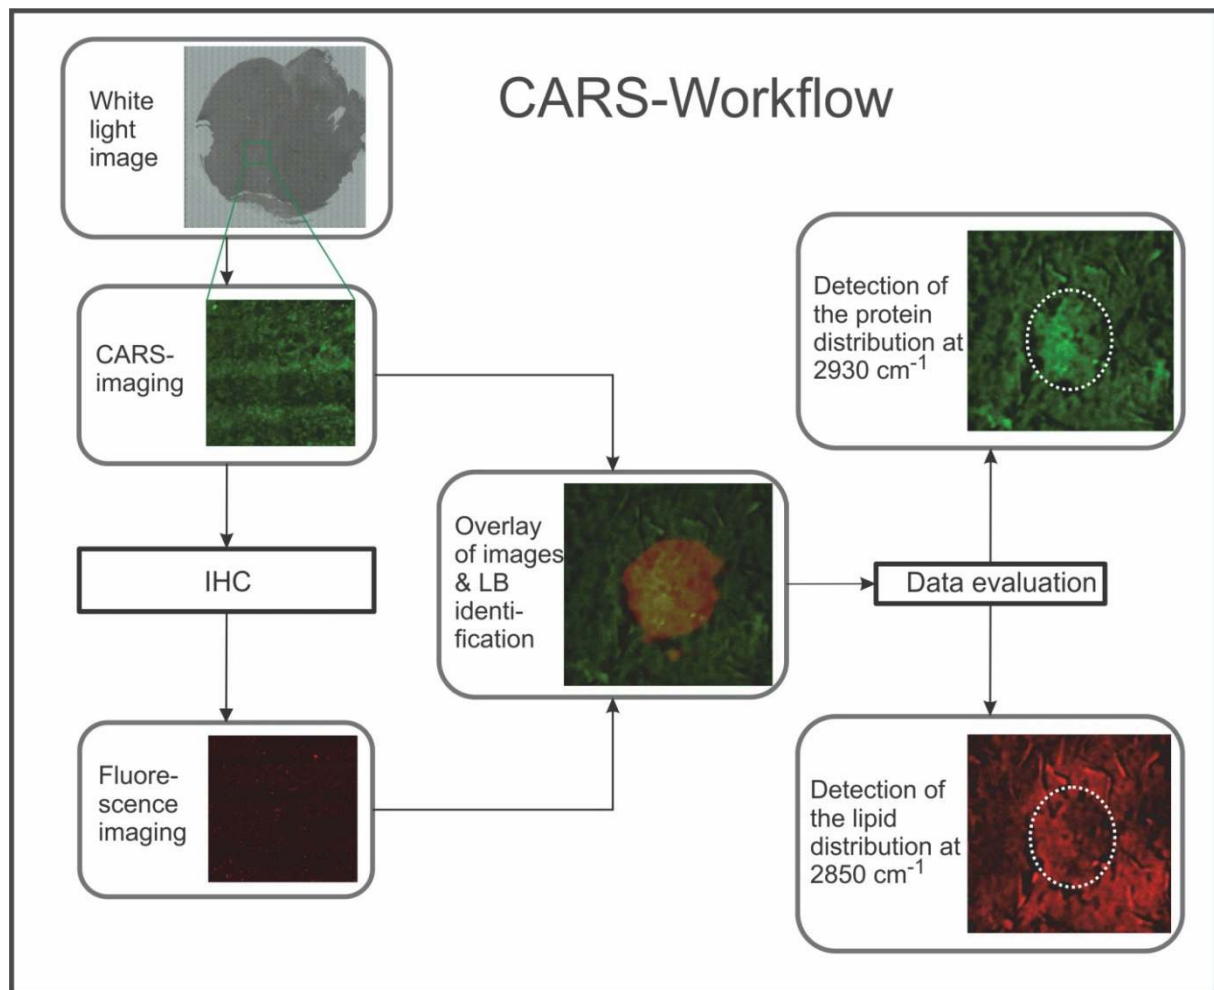 CARS-Workflow
White
light
image
CARS-
imaging
IHC
Fluore-
scence
imaging
Overlay
of images
& LB
identi-
fication
Data evaluation
Detection of
the protein
distribution at
2930 cm⁻¹
Detection of
the lipid
distribution at
2850 cm⁻¹